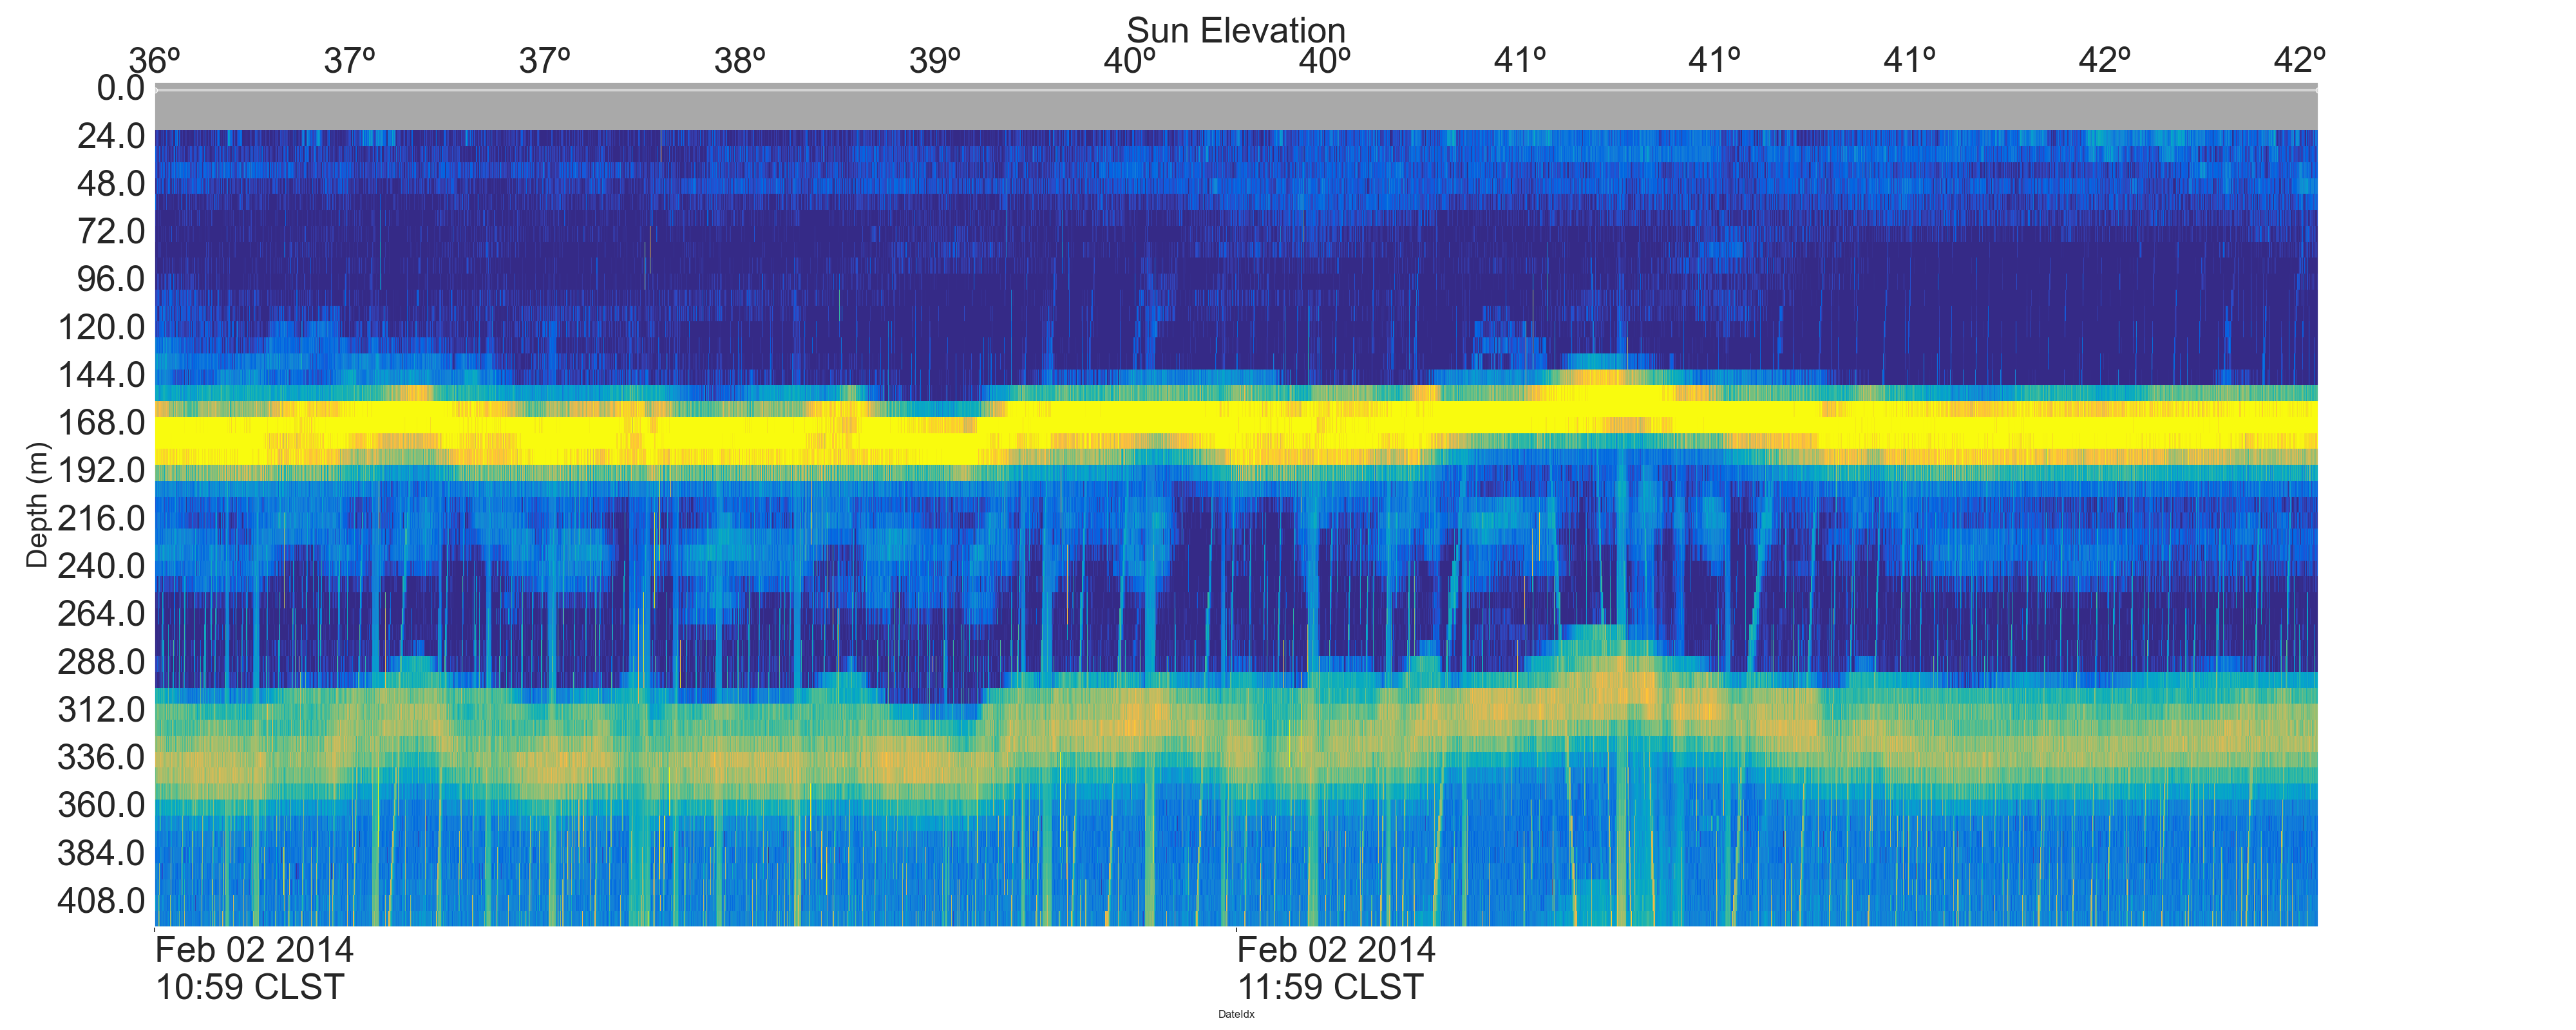 Sun Elevation
36º 37º 37º 38º 39º 40º 40º 41º 41º 41º 42º 42º
0.0
24.0
48.0
72.0
96.0
120.0
144.0
168.0
192.0
216.0
240.0
264.0
288.0
312.0
336.0
360.0
384.0
408.0
Depth (m)
Feb 02 2014
10:59 CLST
Feb 02 2014
11:59 CLST
DateIdx